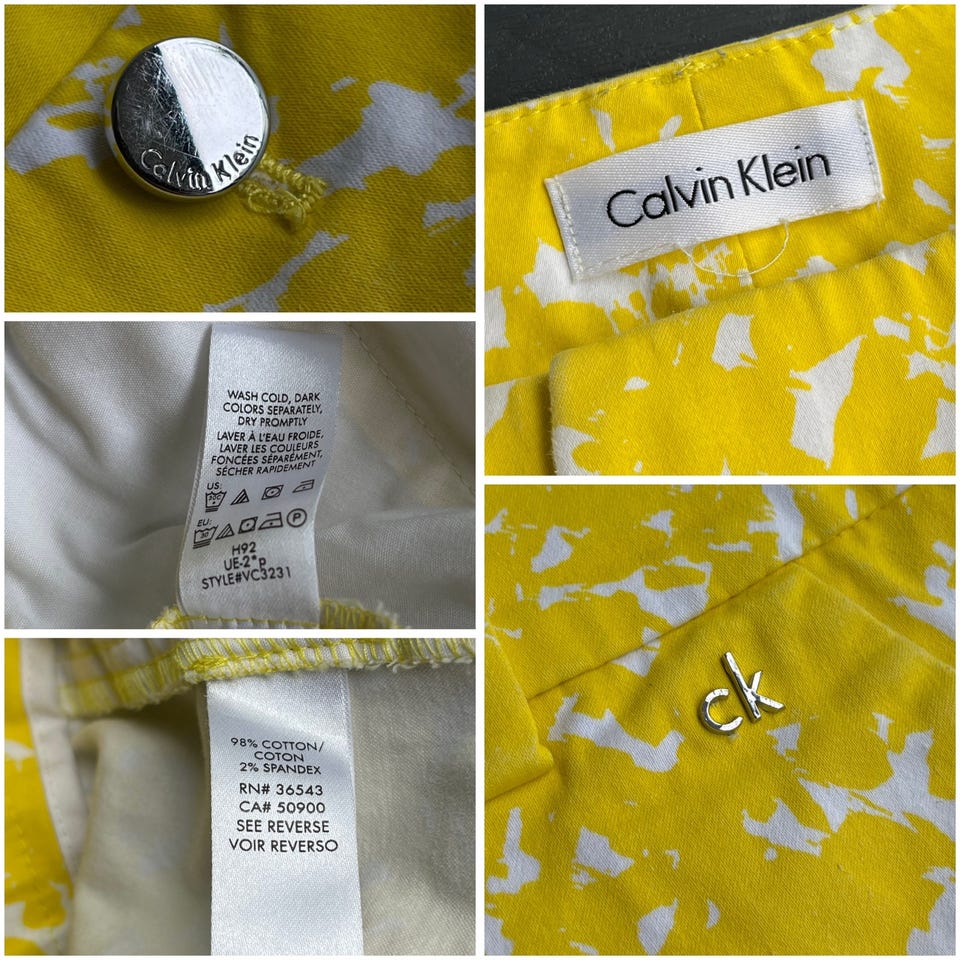 Calvin Klein
Calvin Klein
WASH COLD, DARK
COLORS SEPARATELY,
DRY PROMPTLY
LAVER À L'EAU FROIDE,
LAVER LES COULEURS
FONCÉES SÉPARÉMENT,
SÉCHER RAPIDEMENT
US:
30C
EU:
30 P
H92
UE-2*P
STYLE#VC3231
ck
98% COTTON/
COTON
2% SPANDEX
RN# 36543
CA# 50900
SEE REVERSE
VOIR REVERSO